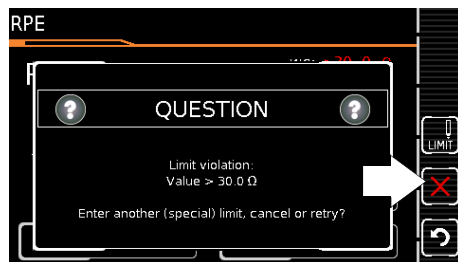 RPE
QUESTION
Limit violation:
Value > 30.0 Ω
Enter another (special) limit, cancel or retry?
LIMIT